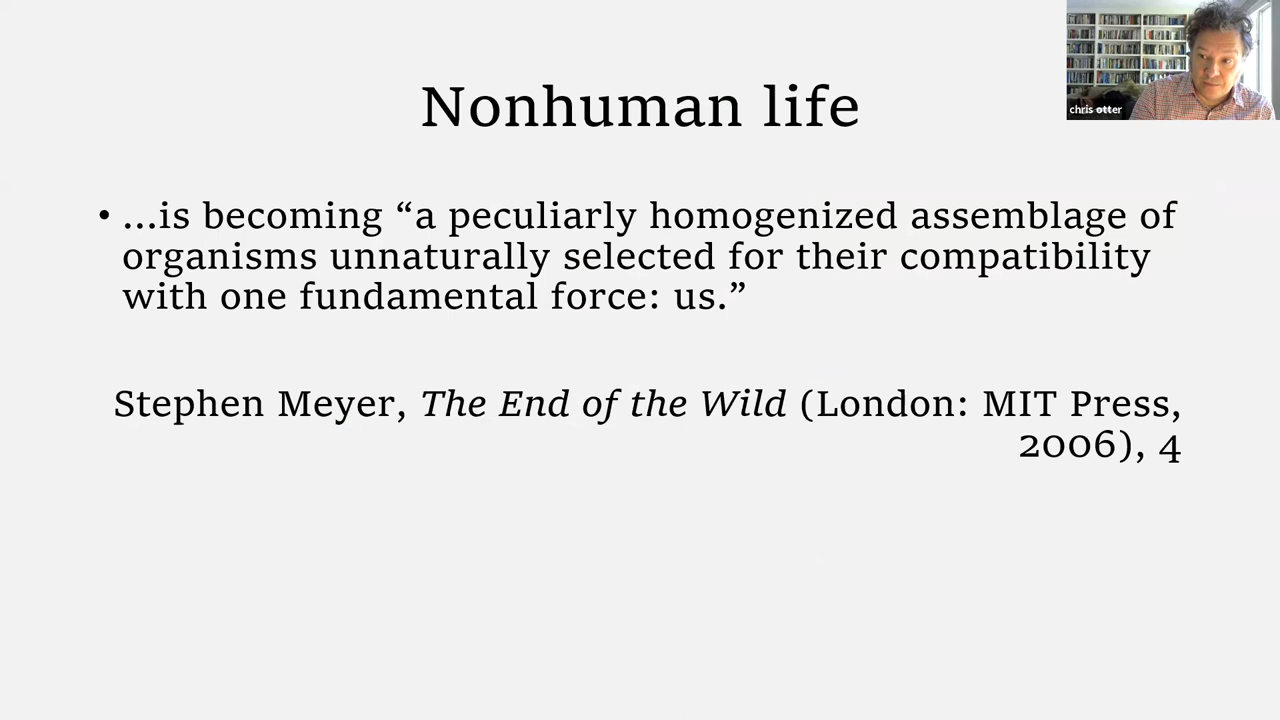 Nonhuman life
chris otter
• …is becoming “a peculiarly homogenized assemblage of
organisms unnaturally selected for their compatibility
with one fundamental force: us.”
Stephen Meyer, The End of the Wild (London: MIT Press,
2006), 4